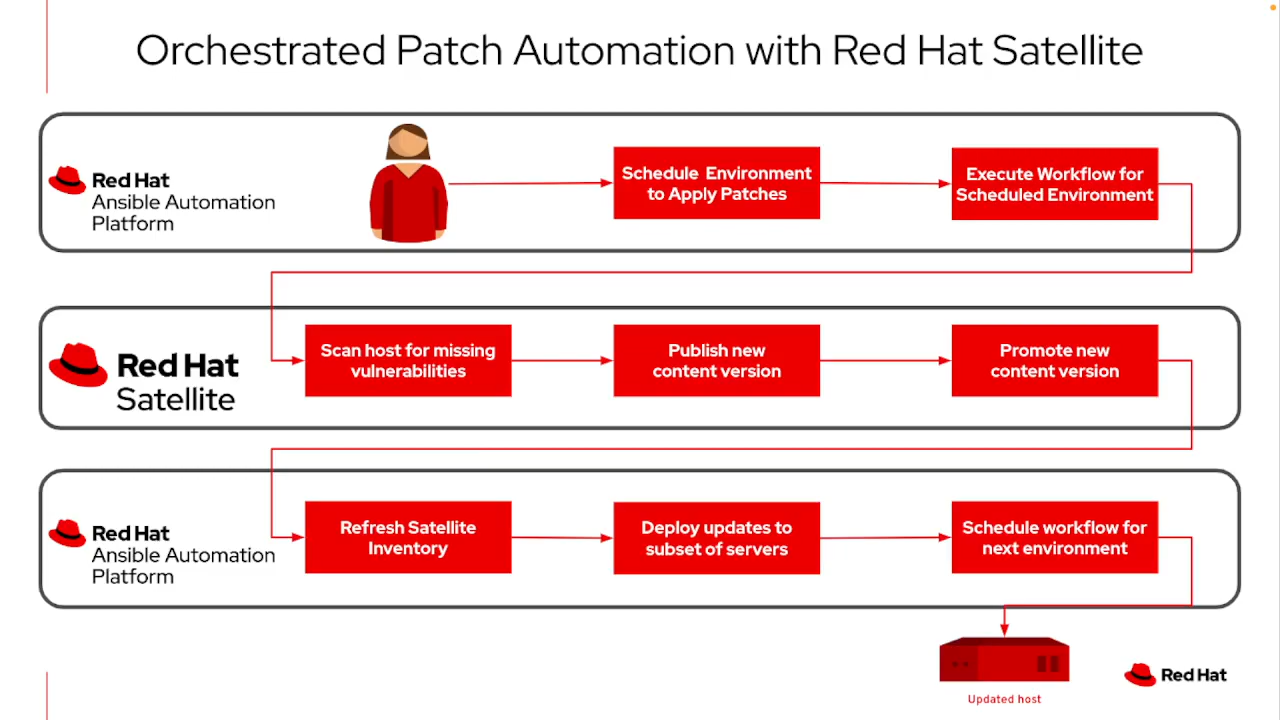 Orchestrated Patch Automation with Red Hat Satellite
Red Hat
Ansible Automation
Platform
Schedule Environment
to Apply Patches
Execute Workflow for
Scheduled Environment
Red Hat
Satellite
Scan host for missing
vulnerabilities
Publish new
content version
Promote new
content version
Red Hat
Ansible Automation
Platform
Refresh Satellite
Inventory
Deploy updates to
subset of servers
Schedule workflow for
next environment
Updated host
Red Hat